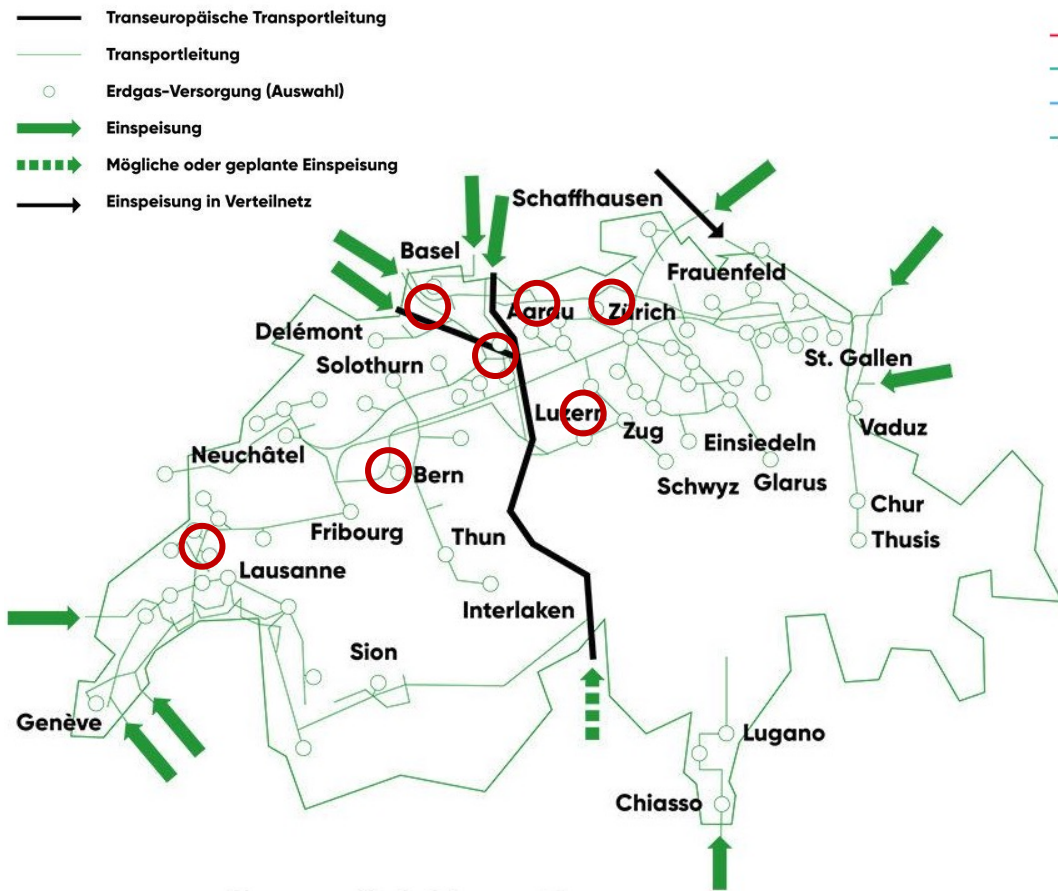 Transeuropäische Transportleitung
Transportleitung
Erdgas-Versorgung (Auswahl)
Einspeisung
Mögliche oder geplante Einspeisung
Einspeisung in Verteilnetz
Schaffhausen
Basel
Frauenfeld
Aarau
Zürich
Delémont
Solothurn
St. Gallen
Luzern
Zug
Vaduz
Einsiedeln
Neuchâtel
Bern
Schwyz
Glarus
Chur
Fribourg
Thun
Thusis
Lausanne
Interlaken
Sion
Genève
Lugano
Chiasso